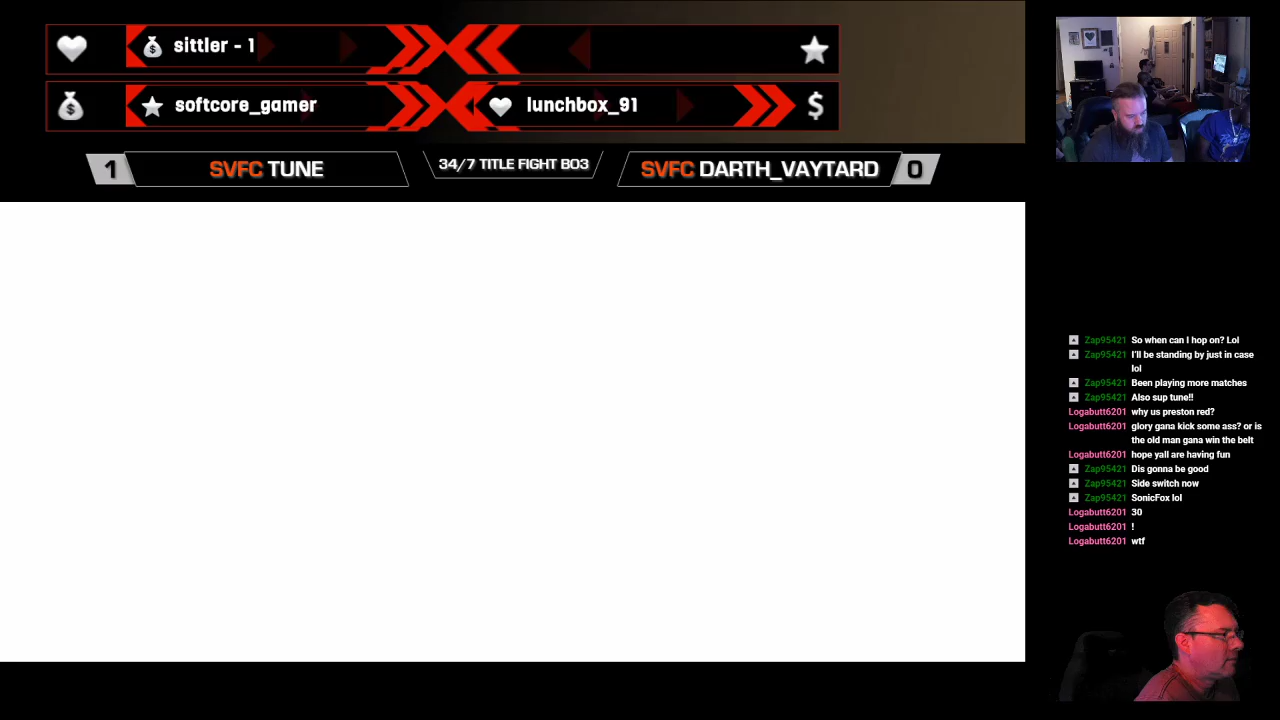 sittler - 1
softcore_gamer
lunchbox_91
1
SVFC TUNE
34/7 TITLE FIGHT BO3
SVFC DARTH_VAYTARD
0
Zap95421 So when can I hop on? Lol
Zap95421 I'll be standing by just in case
lol
Zap95421 Been playing more matches
Zap95421 Also sup tune!!
Logabutt6201 why us preston red?
Logabutt6201 glory gana kick some ass? or is
the old man gana win the belt
Logabutt6201 hope yall are having fun
Zap95421 Dis gonna be good
Zap95421 Side switch now
Zap95421 SonicFox lol
Logabutt6201 30
Logabutt6201 !
Logabutt6201 wtf